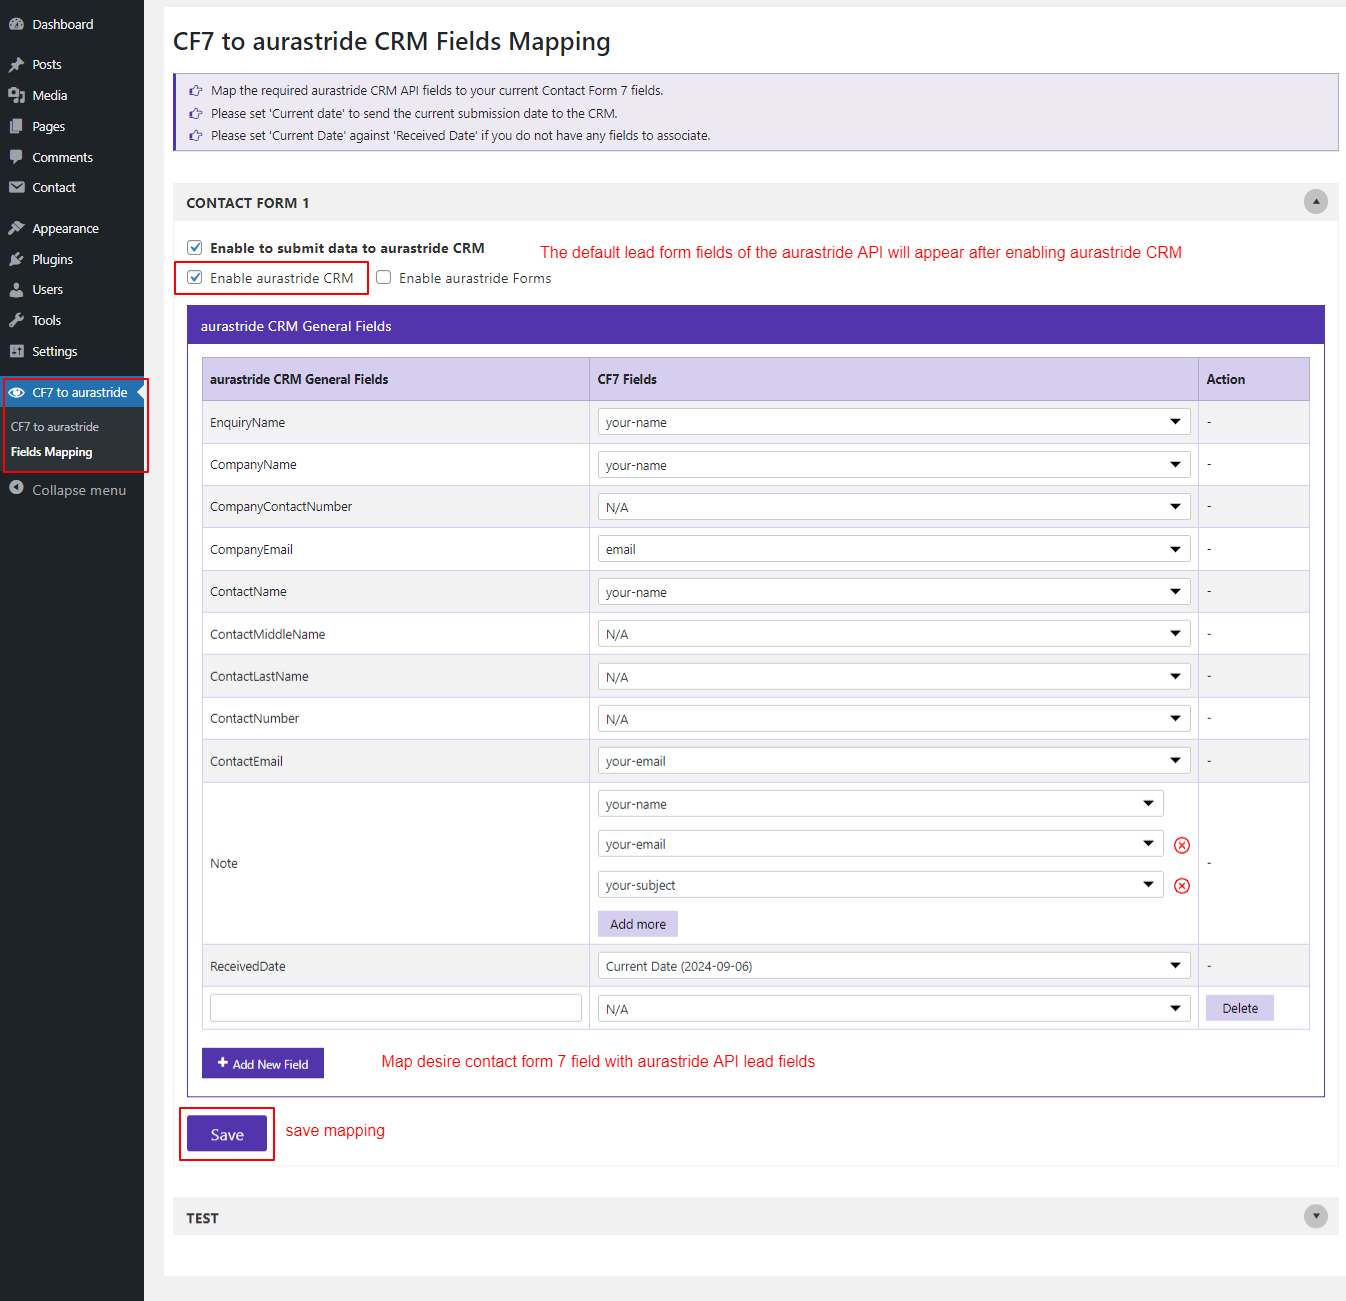 Dashboard
Posts
Media
Pages
Comments
Contact
Appearance
Plugins
Users
Tools
Settings
CF7 to aurastride
CF7 to aurastride
Fields Mapping
Collapse menu
CF7 to aurastride CRM Fields Mapping
Map the required aurastride CRM API fields to your current Contact Form 7 fields.
Please set 'Current date' to send the current submission date to the CRM.
Please set 'Current Date' against 'Received Date' if you do not have any fields to associate.
CONTACT FORM 1
Enable to submit data to aurastride CRM
The default lead form fields of the aurastride API will appear after enabling aurastride CRM
Enable aurastride CRM Enable aurastride Forms
aurastride CRM General Fields
aurastride CRM General Fields CF7 Fields Action
EnquiryName your-name -
CompanyName your-name -
CompanyContactNumber N/A -
CompanyEmail email -
ContactName your-name -
ContactMiddleName N/A -
ContactLastName N/A -
ContactNumber N/A -
ContactEmail your-email -
your-name
your-email
Note -
your-subject
Add more
ReceivedDate Current Date (2024-09-06) -
N/A Delete
+ Add New Field Map desire contact form 7 field with aurastride API lead fields
Save save mapping
TEST